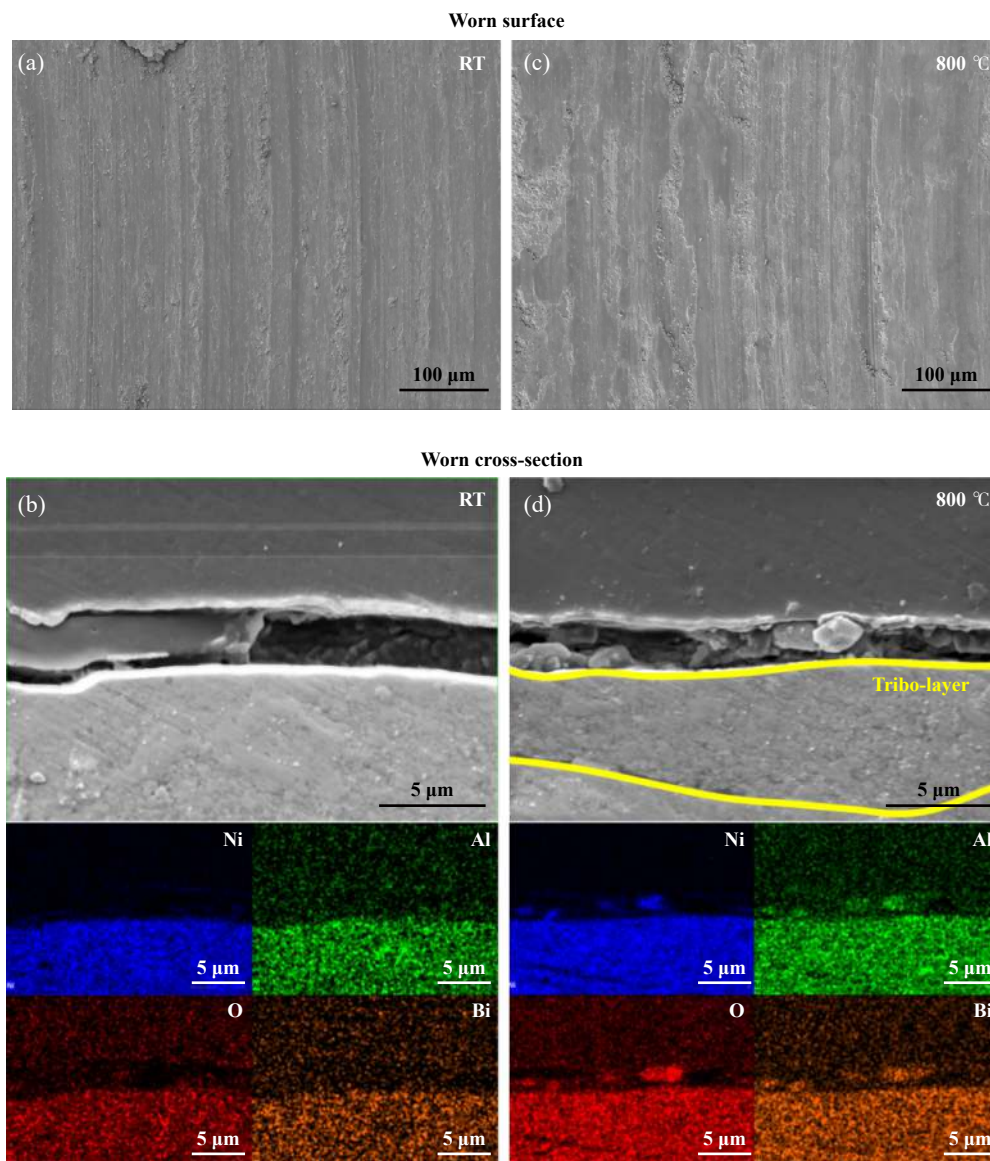 Worn surface
(a)
RT
100 μm
(c)
800 ℃
100 μm
Worn cross-section
(b)
RT
5 μm
(d)
800 ℃
Tribo-layer
5 μm
Ni
5 μm
Al
5 μm
Ni
5 μm
Al
5 μm
O
5 μm
Bi
5 μm
O
5 μm
Bi
5 μm